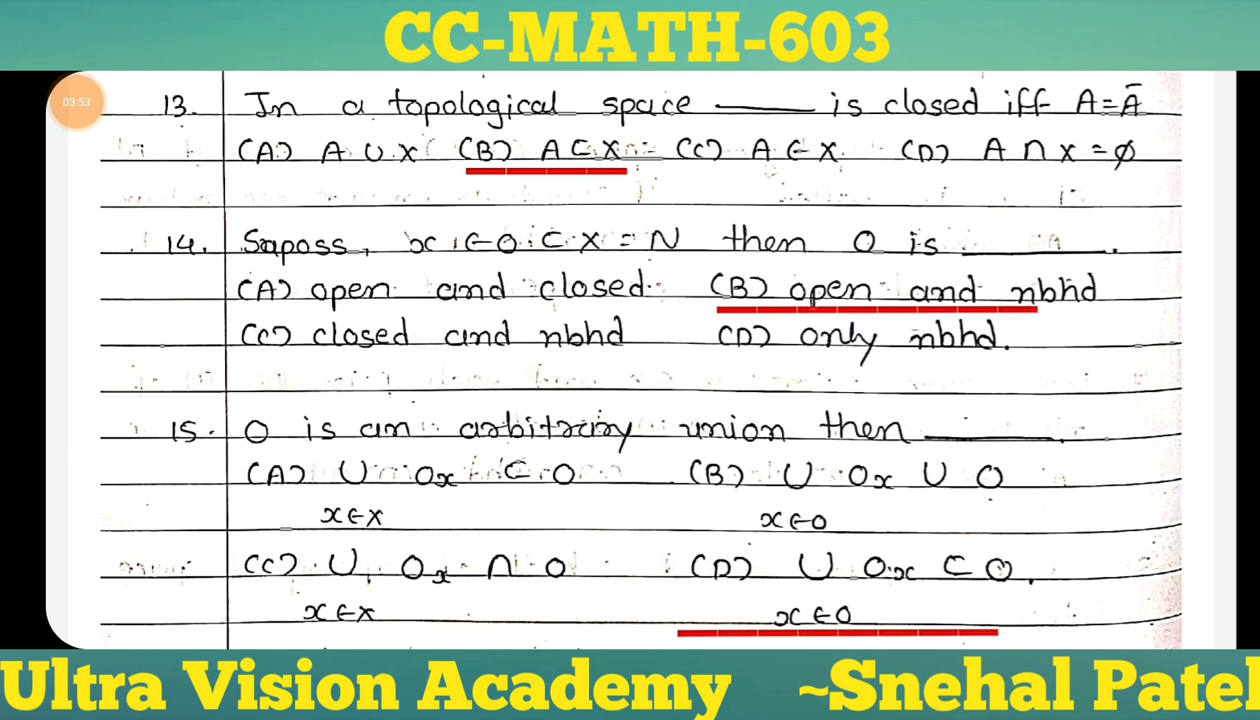 CC-MATH-603
03:53
13. In a topological space ____ is closed iff A=Ā
(A) A ∪ X (B) A ⊂ X (C) A ∈ X. (D) A ∩ X = ϕ
14. Saposs, x ∈ O ⊂ X = N then O is ____.
(A) open and closed. (B) open and nbhd
(C) closed and nbhd (D) only nbhd.
15. O is an arbitrary union then ____.
(A) ∪ Ox ⊂ O (B) ∪ Ox ∪ O
x∈X x∈O
(C) ∪ Ox ∩ O (D) ∪ Ox ⊂ O.
x∈X x∈O
Ultra Vision Academy ~Snehal Patel